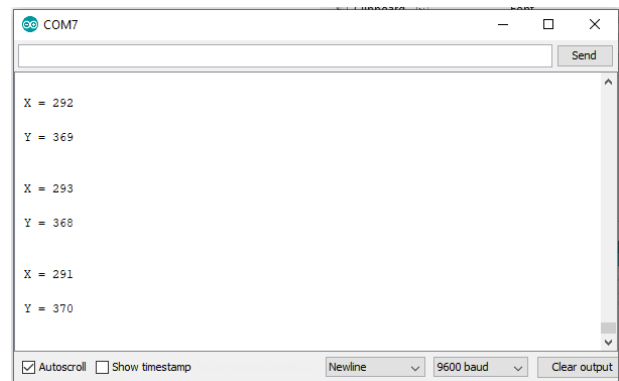 COM7
Send
X = 292
Y = 369
X = 293
Y = 368
X = 291
Y = 370
Autoscroll Show timestamp Newline 9600 baud Clear output